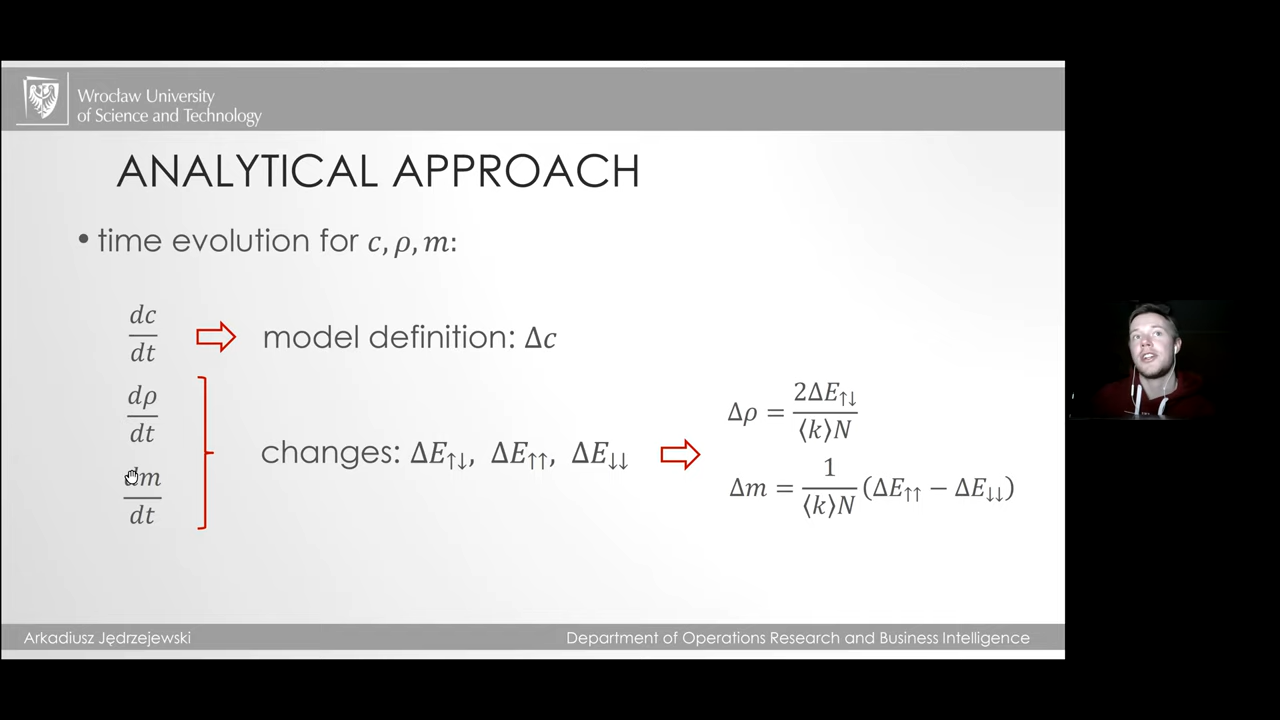 Wrocław University
of Science and Technology
ANALYTICAL APPROACH
• time evolution for c, ρ, m:
dc/dt
model definition: Δc
dρ/dt
dm/dt
changes: ΔE↑↓, ΔE↑↑, ΔE↓↓
Δρ = 2ΔE↑↓/⟨k⟩N
Δm = 1/⟨k⟩N (ΔE↑↑ − ΔE↓↓)
Arkadiusz Jędrzejewski
Department of Operations Research and Business Intelligence